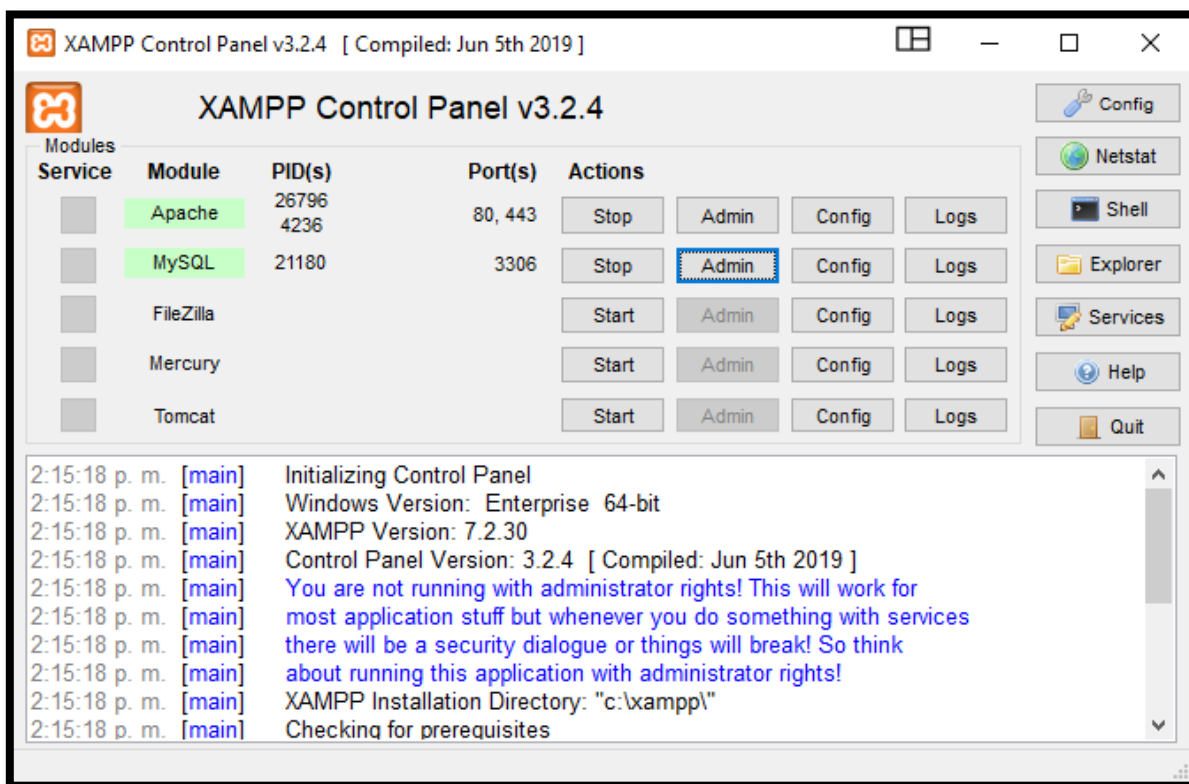 XAMPP Control Panel v3.2.4 [ Compiled: Jun 5th 2019 ]
XAMPP Control Panel v3.2.4
Config
Modules
Netstat
Service Module PID(s) Port(s) Actions
Apache 26796 4236 80, 443 Stop Admin Config Logs
Shell
MySQL 21180 3306 Stop Admin Config Logs
Explorer
FileZilla Start Admin Config Logs
Services
Mercury Start Admin Config Logs
Help
Tomcat Start Admin Config Logs
Quit
2:15:18 p. m. [main] Initializing Control Panel
2:15:18 p. m. [main] Windows Version: Enterprise 64-bit
2:15:18 p. m. [main] XAMPP Version: 7.2.30
2:15:18 p. m. [main] Control Panel Version: 3.2.4 [ Compiled: Jun 5th 2019 ]
2:15:18 p. m. [main] You are not running with administrator rights! This will work for
2:15:18 p. m. [main] most application stuff but whenever you do something with services
2:15:18 p. m. [main] there will be a security dialogue or things will break! So think
2:15:18 p. m. [main] about running this application with administrator rights!
2:15:18 p. m. [main] XAMPP Installation Directory: "c:\xampp\"
2:15:18 p. m. [main] Checking for prerequisites